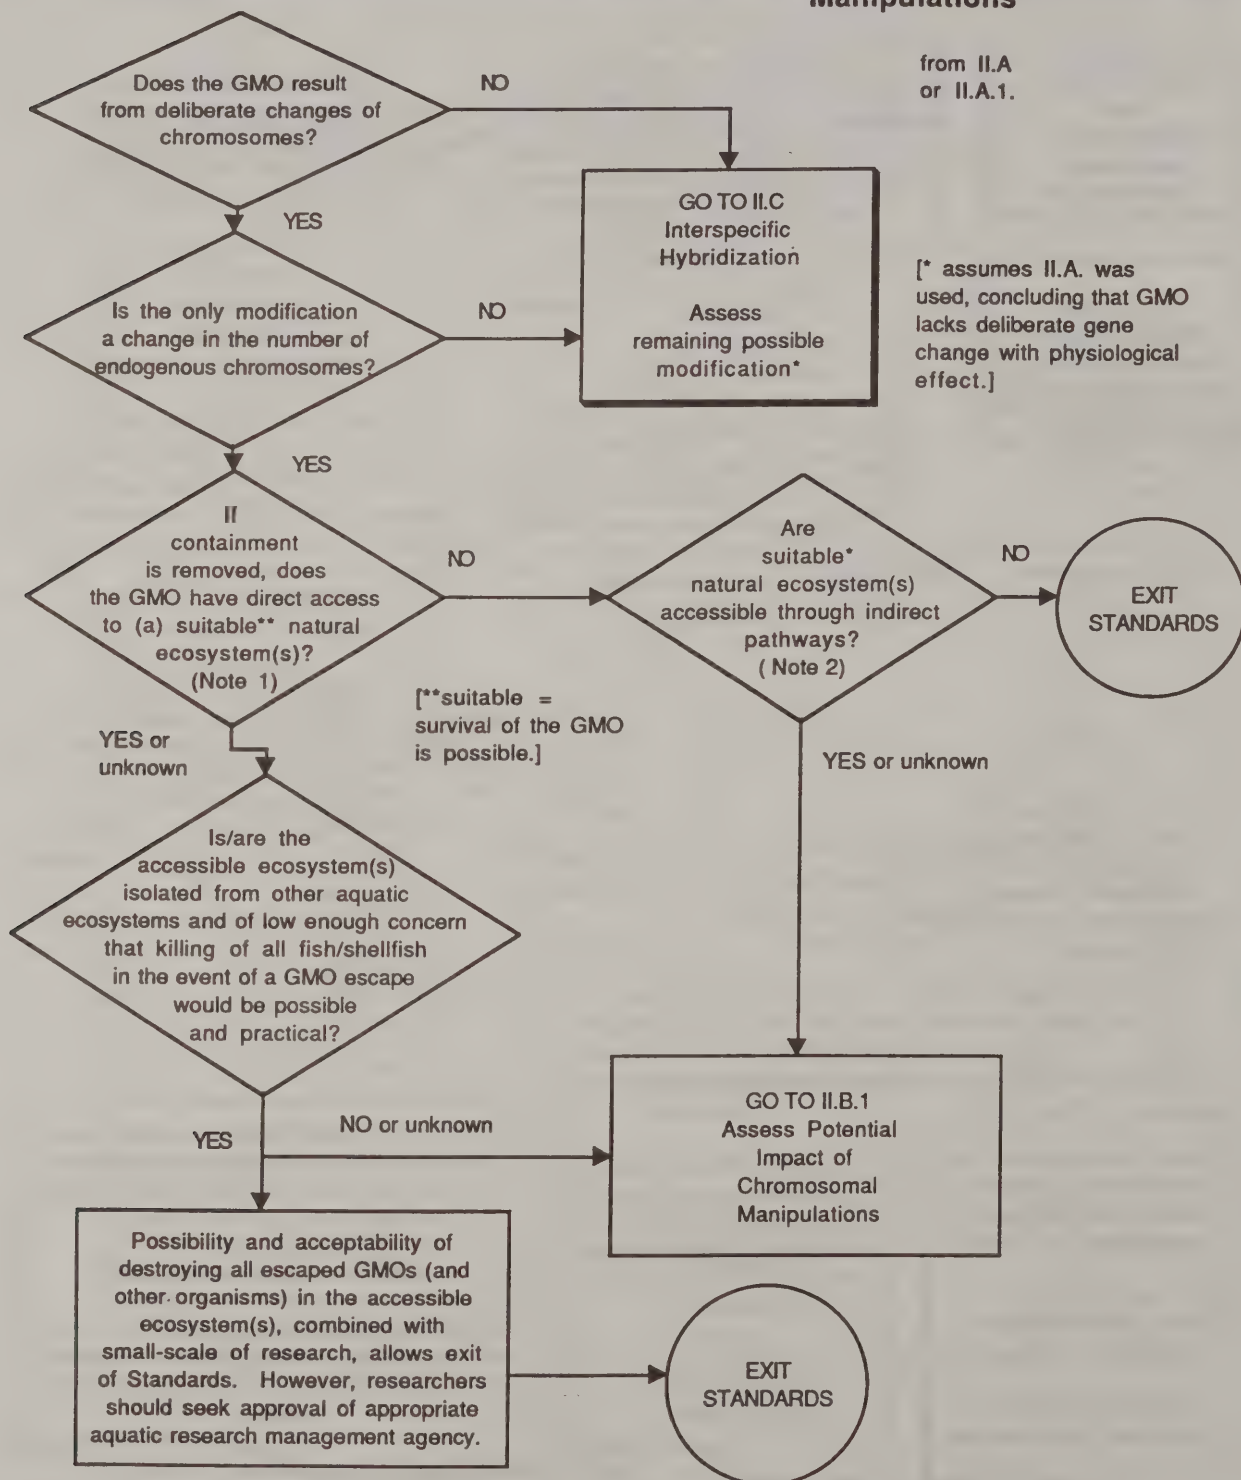 Manipulations
from II.A
or II.A.1.
Does the GMO result
from deliberate changes of
chromosomes?
NO
YES
GO TO II.C
Interspecific
Hybridization
Assess
remaining possible
modification*
[* assumes II.A. was
used, concluding that GMO
lacks deliberate gene
change with physiological
effect.]
Is the only modification
a change in the number of
endogenous chromosomes?
NO
YES
If
containment
is removed, does
the GMO have direct access
to (a) suitable** natural
ecosystem(s)?
(Note 1)
NO
Are
suitable*
natural ecosystem(s)
accessible through indirect
pathways?
( Note 2)
NO
EXIT
STANDARDS
[**suitable =
survival of the GMO
is possible.]
YES or
unknown
YES or unknown
Is/are the
accessible ecosystem(s)
isolated from other aquatic
ecosystems and of low enough concern
that killing of all fish/shellfish
in the event of a GMO escape
would be possible
and practical?
YES
NO or unknown
GO TO II.B.1
Assess Potential
Impact of
Chromosomal
Manipulations
Possibility and acceptability of
destroying all escaped GMOs (and
other organisms) in the accessible
ecosystem(s), combined with
small-scale of research, allows exit
of Standards. However, researchers
should seek approval of appropriate
aquatic research management agency.
EXIT
STANDARDS